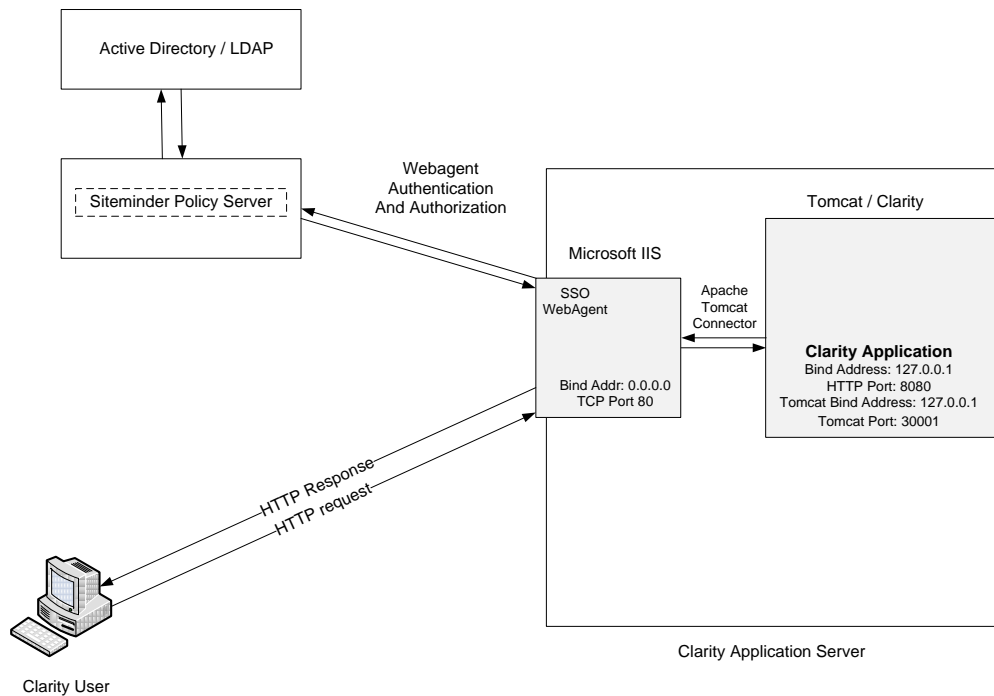 Active Directory / LDAP
Siteminder Policy Server
Webagent
Authentication
And Authorization
Tomcat / Clarity
Microsoft IIS
SSO
WebAgent
Apache
Tomcat
Connector
Clarity Application
Bind Address: 127.0.0.1
HTTP Port: 8080
Tomcat Bind Address: 127.0.0.1
Tomcat Port: 30001
Bind Addr: 0.0.0.0
TCP Port 80
HTTP Response
HTTP request
Clarity Application Server
Clarity User